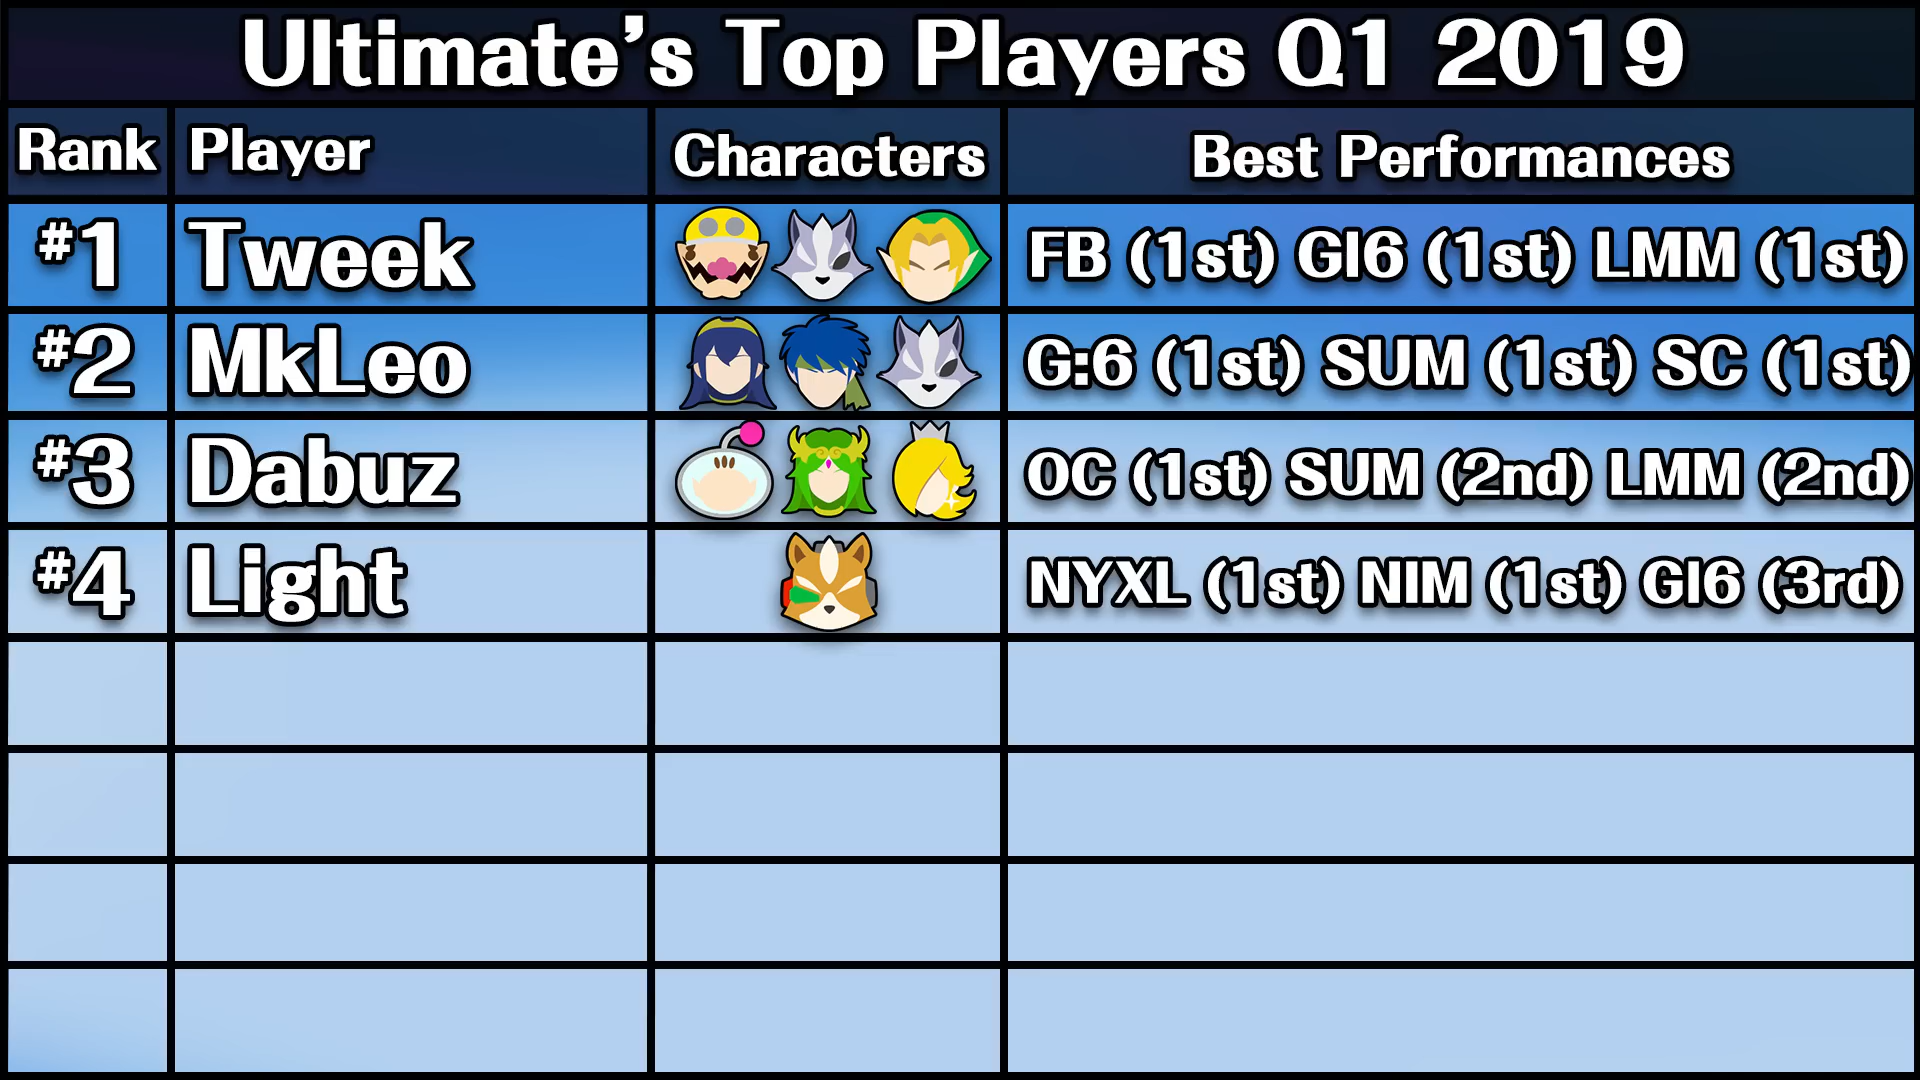 Ultimate's Top Players Q1 2019
Rank Player Characters Best Performances
#1 Tweek FB (1st) GI6 (1st) LMM (1st)
#2 MkLeo G:6 (1st) SUM (1st) SC (1st)
#3 Dabuz OC (1st) SUM (2nd) LMM (2nd)
#4 Light NYXL (1st) NIM (1st) GI6 (3rd)